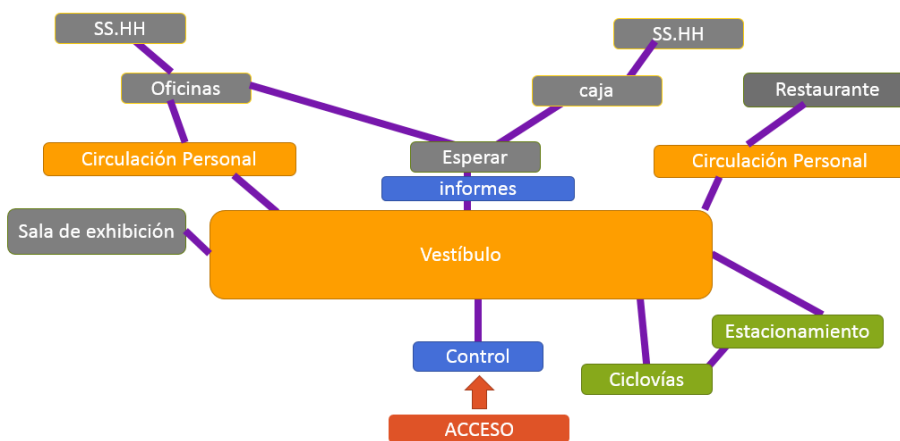 SS.HH
SS.HH
Oficinas
caja
Restaurante
Circulación Personal
Esperar
Circulación Personal
informes
Sala de exhibición
Vestíbulo
Estacionamiento
Control
Ciclovías
ACCESO